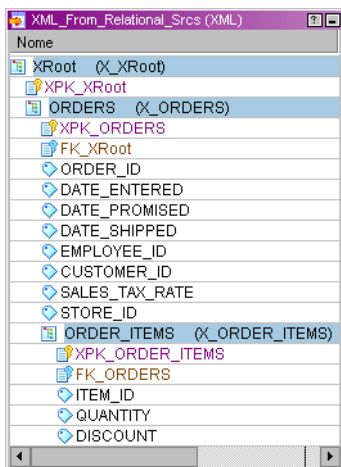 XML_From_Relational_Srcs (XML)
Nome
XRoot (X_XRoot)
XPK_XRoot
ORDERS (X_ORDERS)
XPK_ORDERS
FK_XRoot
ORDER_ID
DATE_ENTERED
DATE_PROMISED
DATE_SHIPPED
EMPLOYEE_ID
CUSTOMER_ID
SALES_TAX_RATE
STORE_ID
ORDER_ITEMS (X_ORDER_ITEMS)
XPK_ORDER_ITEMS
FK_ORDERS
ITEM_ID
QUANTITY
DISCOUNT